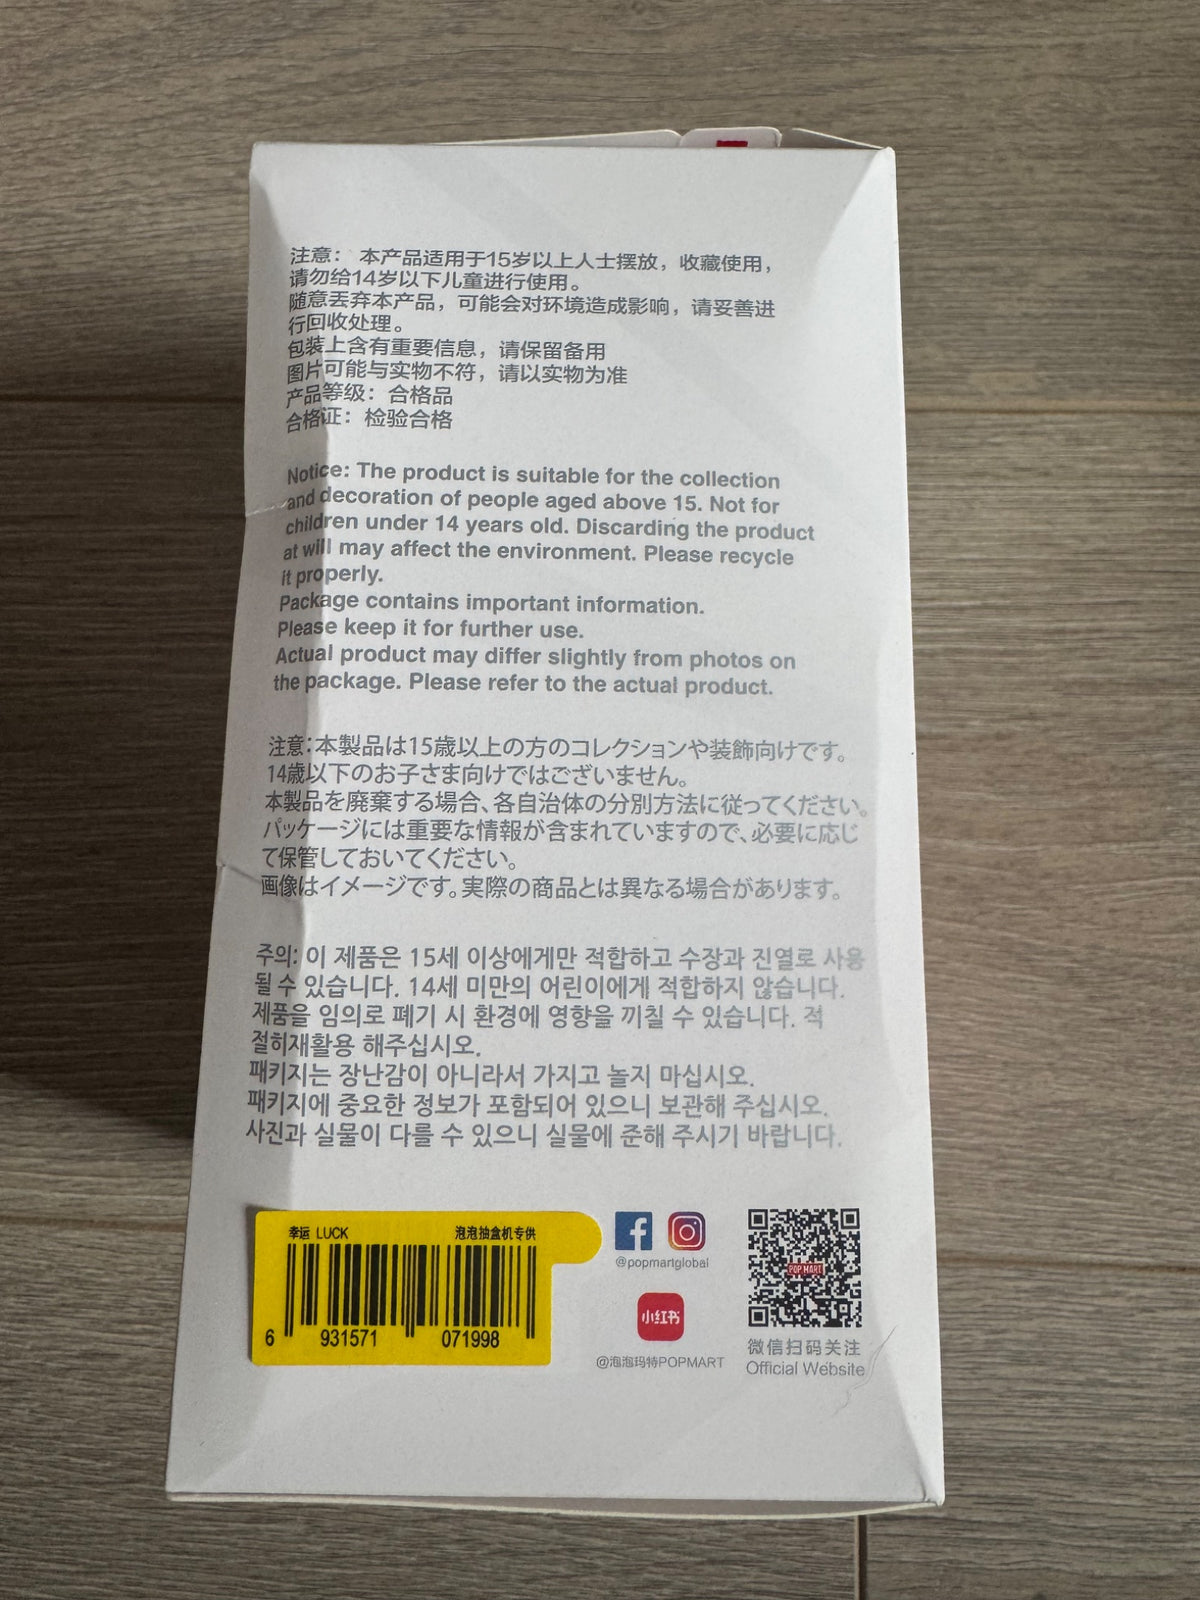 注意： 本产品适用于15岁以上人士摆放，收藏使用，
请勿给14岁以下儿童进行使用。
随意丢弃本产品，可能会对环境造成影响，请妥善进
行回收处理。
包装上含有重要信息，请保留备用
图片可能与实物不符，请以实物为准
产品等级：合格品
合格证：检验合格
Notice: The product is suitable for the collection
and decoration of people aged above 15. Not for
children under 14 years old. Discarding the product
at will may affect the environment. Please recycle
it properly.
Package contains important information.
Please keep it for further use.
Actual product may differ slightly from photos on
the package. Please refer to the actual product.
注意:本製品は15歳以上の方のコレクションや装飾向けです。
14歳以下のお子さま向けではございません。
本製品を廃棄する場合、各自治体の分別方法に従ってください。
パッケージには重要な情報が含まれていますので、必要に応じ
て保管しておいてください。
画像はイメージです。実際の商品とは異なる場合があります。
주의: 이 제품은 15세 이상에게만 적합하고 수장과 진열로 사용
될 수 있습니다. 14세 미만의 어린이에게 적합하지 않습니다.
제품을 임의로 폐기 시 환경에 영향을 끼칠 수 있습니다. 적
절히재활용 해주십시오.
패키지는 장난감이 아니라서 가지고 놀지 마십시오.
패키지에 중요한 정보가 포함되어 있으니 보관해 주십시오.
사진과 실물이 다를 수 있으니 실물에 준해 주시기 바랍니다.
幸运 LUCK 泡泡抽盒机专供
6 931571 071998
@popmartglobal
小红书
@泡泡玛特POPMART
POP MART
微信扫码关注
Official Website